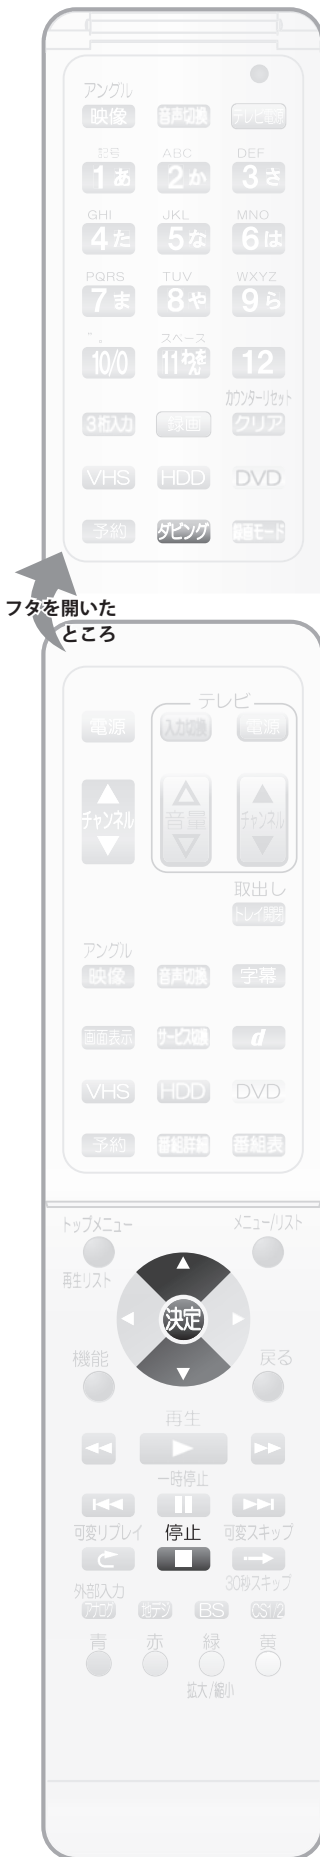 アングル
映像 音声切換 テレビ電源
記号 ABC DEF
1あ 2か 3さ
GHI JKL MNO
4た 5な 6は
PQRS TUV WXYZ
7ま 8や 9ら
゛゜ スペース
10/0 11わをん 12
カウンターリセット
3桁入力 録画 クリア
VHS HDD DVD
予約 ダビング 録画モード
フタを開いた
ところ
テレビ
電源 入力切換 電源
チャンネル 音量 チャンネル
取出し
トレイ開閉
アングル
映像 音声切換 字幕
画面表示 サービス切換 d
VHS HDD DVD
予約 番組詳細 番組表
トップメニュー メニュー/リスト
再生リスト
決定
機能 戻る
再生
一時停止
可変リプレイ 停止 可変スキップ
30秒スキップ
外部入力
アナログ 地デジ BS CS1/2
青 赤 緑 黄
拡大/縮小